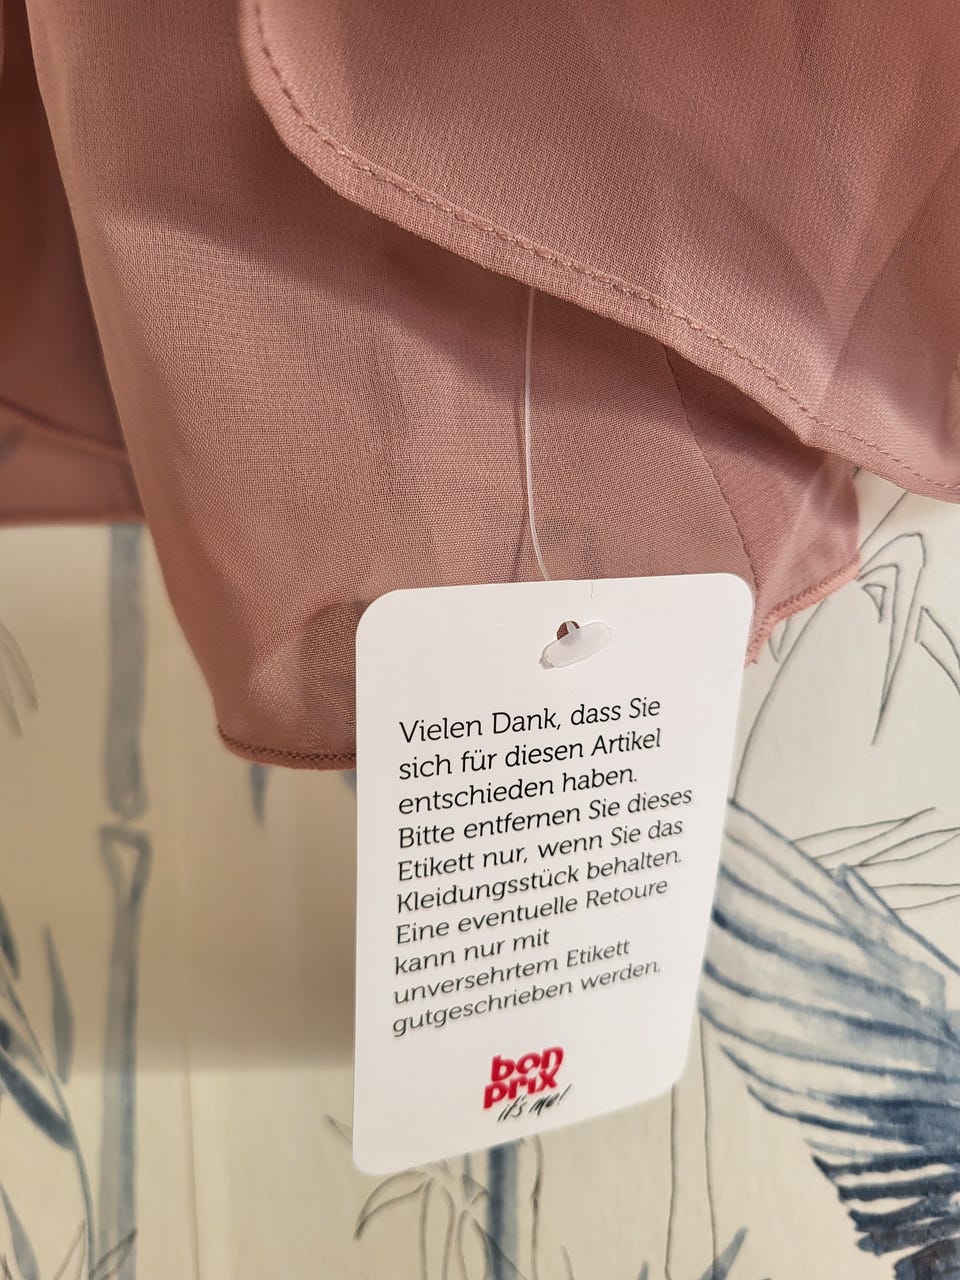 Vielen Dank, dass Sie
sich für diesen Artikel
entschieden haben.
Bitte entfernen Sie dieses
Etikett nur, wenn Sie das
Kleidungsstück behalten.
Eine eventuelle Retoure
kann nur mit
unversehrtem Etikett
gutgeschrieben werden.
bon
prix
it's me!